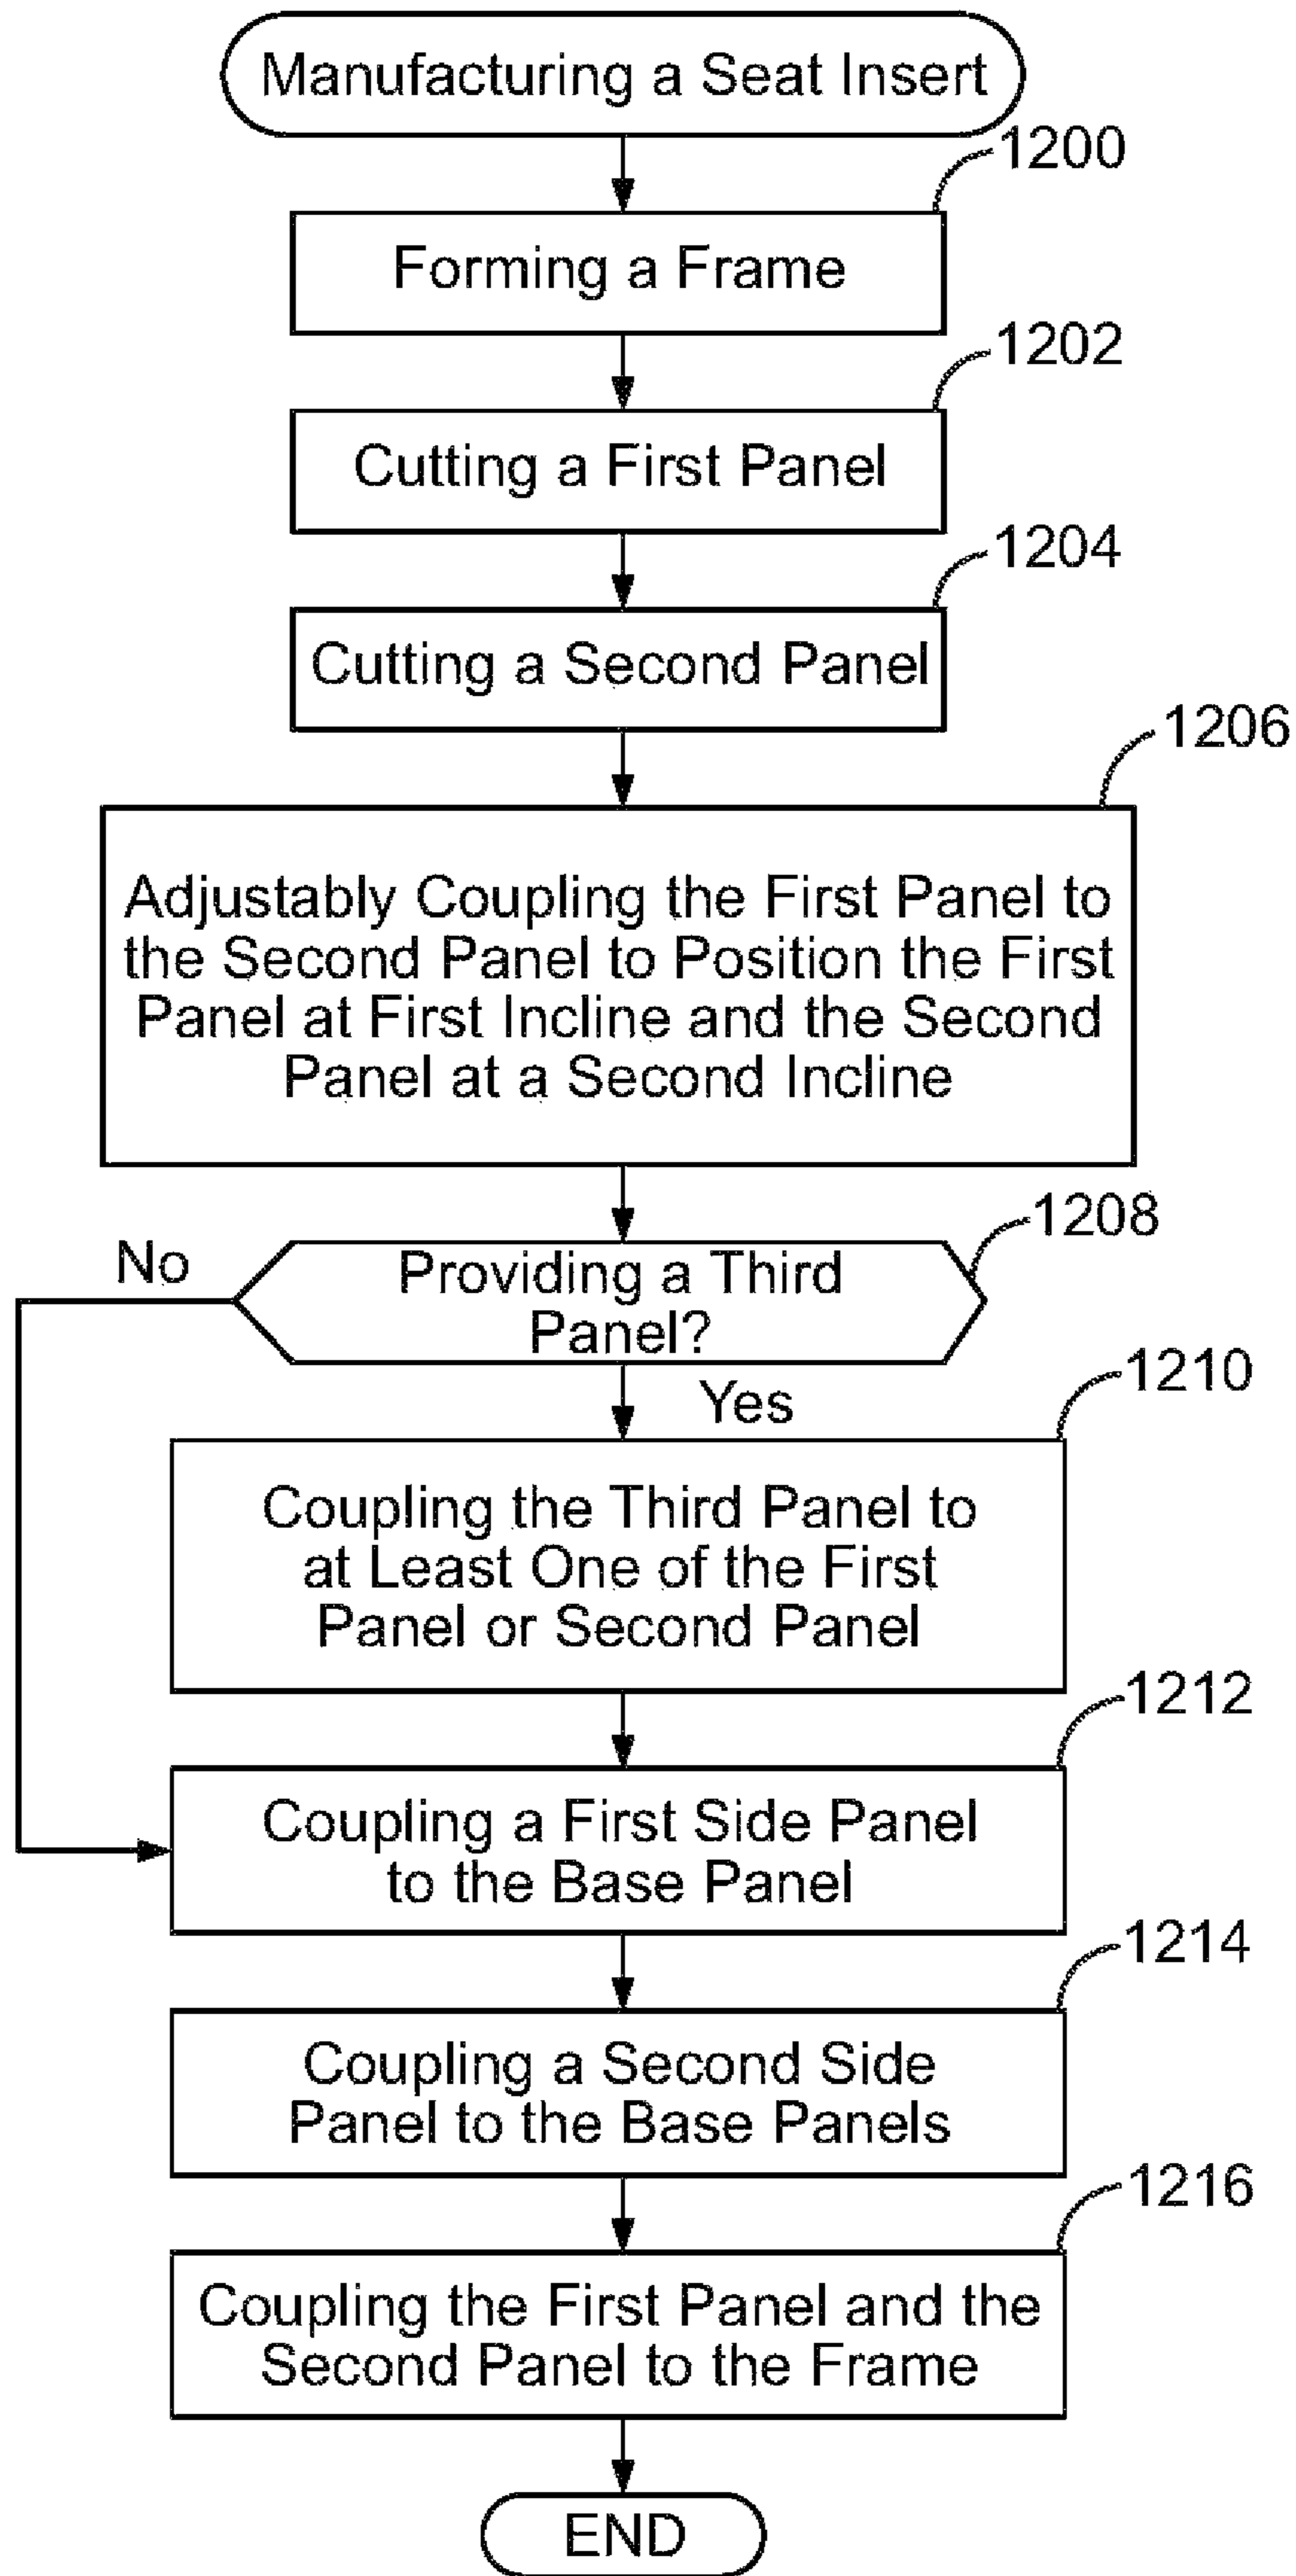 Manufacturing a Seat Insert
1200
Forming a Frame
1202
Cutting a First Panel
1204
Cutting a Second Panel
1206
Adjustably Coupling the First Panel to
the Second Panel to Position the First
Panel at First Incline and the Second
Panel at a Second Incline
1208
No
Providing a Third
Panel?
Yes
1210
Coupling the Third Panel to
at Least One of the First
Panel or Second Panel
1212
Coupling a First Side Panel
to the Base Panel
1214
Coupling a Second Side
Panel to the Base Panels
1216
Coupling the First Panel and the
Second Panel to the Frame
END